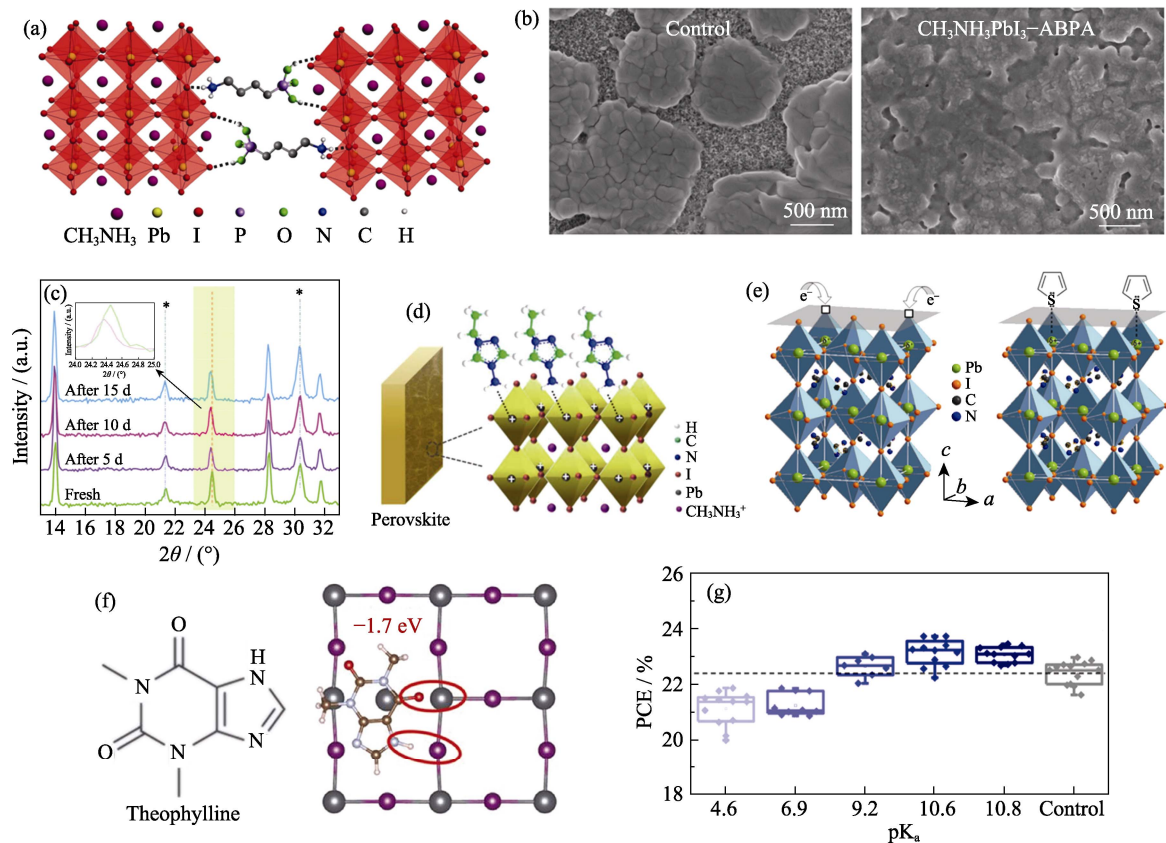 (a)
CH₃NH₃ Pb I P O N C H
(b)
Control
500 nm
CH₃NH₃PbI₃−ABPA
500 nm
(c)
Intensity / (a.u.)
Intensity / (a.u.)
24.0 24.2 24.4 24.6 24.8 25.0
2θ / (°)
*
*
After 15 d
After 10 d
After 5 d
Fresh
14 16 18 20 22 24 26 28 30 32
2θ / (°)
(d)
Perovskite
H
C
N
I
Pb
CH₃NH₃⁺
(e)
e⁻
e⁻
S
S
Pb
I
C
N
c
b
a
(f)
O
H
N
N
O
N
N
Theophylline
−1.7 eV
(g)
PCE / %
26
24
22
20
18
4.6 6.9 9.2 10.6 10.8 Control
pKₐ